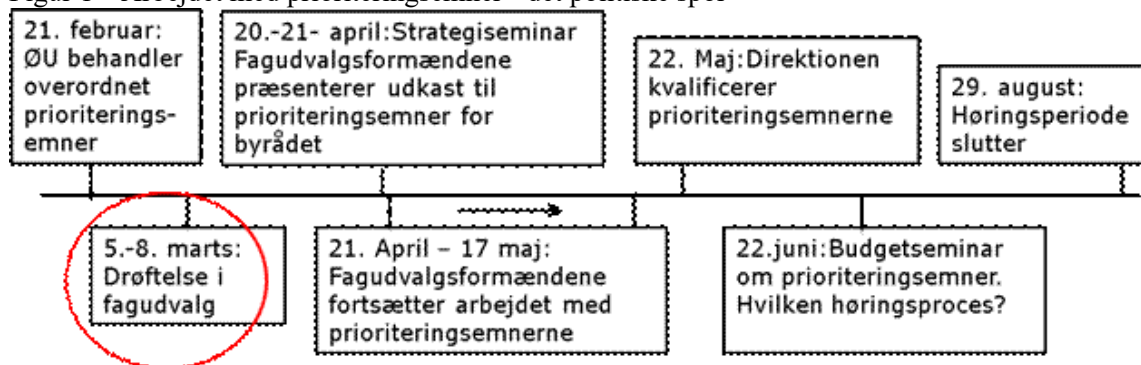 21. februar:
ØU behandler
overordnet
prioriterings-
emner
20.-21- april:Strategiseminar
Fagudvalgsformændene
præsenterer udkast til
prioriteringsemner for
byrådet
22. Maj:Direktionen
kvalificerer
prioriteringsemnerne
29. august:
Høringsperiode
slutter
5.-8. marts:
Drøftelse i
fagudvalg
21. April – 17 maj:
Fagudvalgsformændene
fortsætter arbejdet med
prioriteringsemnerne
22.juni:Budgetseminar
om prioriteringsemner.
Hvilken høringsproces?